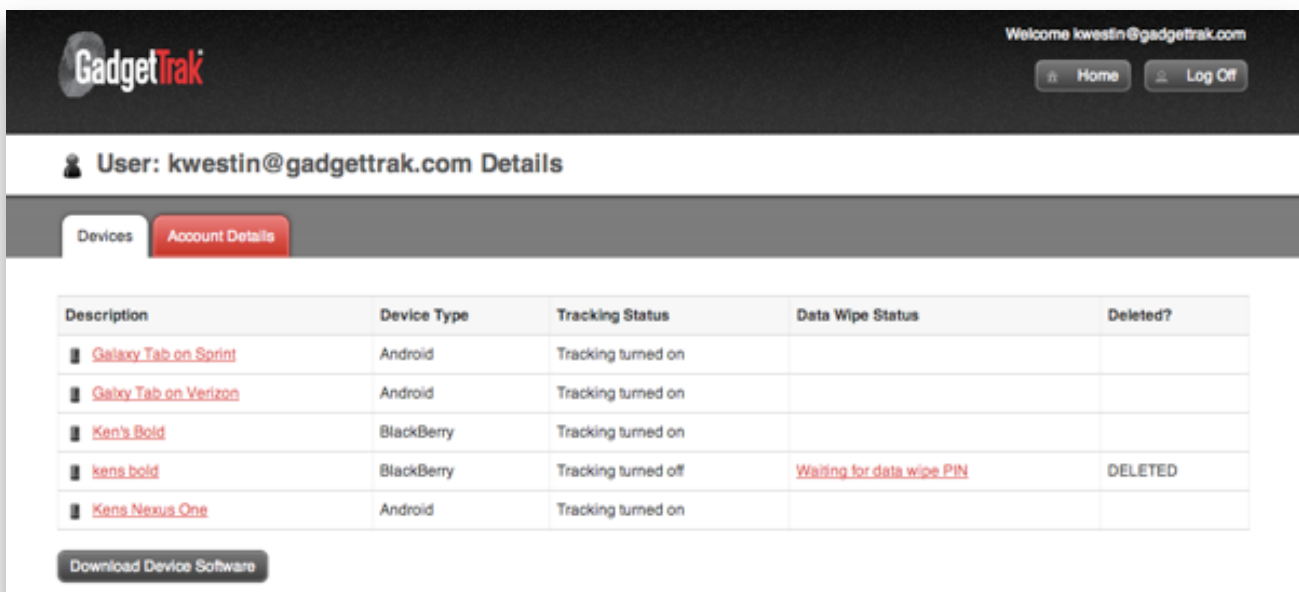 Welcome kwestin@gadgettrak.com
GadgetTrak
Home Log Off
User: kwestin@gadgettrak.com Details
Devices Account Details
Description Device Type Tracking Status Data Wipe Status Deleted?
Galaxy Tab on Sprint Android Tracking turned on
Galxy Tab on Verizon Android Tracking turned on
Ken's Bold BlackBerry Tracking turned on
kens bold BlackBerry Tracking turned off Waiting for data wipe PIN DELETED
Kens Nexus One Android Tracking turned on
Download Device Software